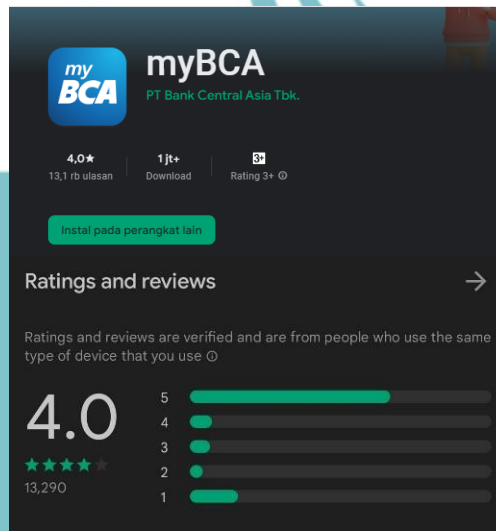 my
BCA
myBCA
PT Bank Central Asia Tbk.
4,0★ 1 jt+ 3+
13,1 rb ulasan Download Rating 3+ ⓘ
Instal pada perangkat lain
Ratings and reviews →
Ratings and reviews are verified and are from people who use the same
type of device that you use ⓘ
4.0
5
4
3
2
1
★★★★★
13,290